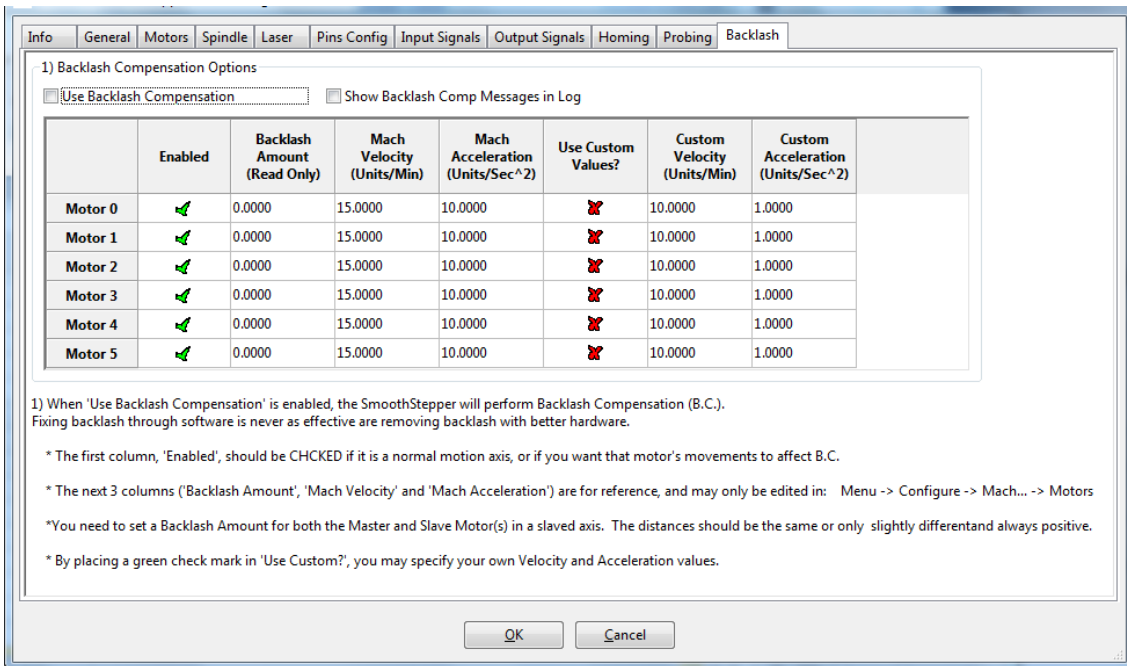 Info General Motors Spindle Laser Pins Config Input Signals Output Signals Homing Probing Backlash
1) Backlash Compensation Options
Use Backlash Compensation Show Backlash Comp Messages in Log
Enabled Backlash Amount (Read Only) Mach Velocity (Units/Min) Mach Acceleration (Units/Sec^2) Use Custom Values? Custom Velocity (Units/Min) Custom Acceleration (Units/Sec^2)
Motor 0 0.0000 15.0000 10.0000 10.0000 1.0000
Motor 1 0.0000 15.0000 10.0000 10.0000 1.0000
Motor 2 0.0000 15.0000 10.0000 10.0000 1.0000
Motor 3 0.0000 15.0000 10.0000 10.0000 1.0000
Motor 4 0.0000 15.0000 10.0000 10.0000 1.0000
Motor 5 0.0000 15.0000 10.0000 10.0000 1.0000
1) When 'Use Backlash Compensation' is enabled, the SmoothStepper will perform Backlash Compensation (B.C.).
Fixing backlash through software is never as effective are removing backlash with better hardware.
* The first column, 'Enabled', should be CHCKED if it is a normal motion axis, or if you want that motor's movements to affect B.C.
* The next 3 columns ('Backlash Amount', 'Mach Velocity' and 'Mach Acceleration') are for reference, and may only be edited in: Menu -> Configure -> Mach... -> Motors
*You need to set a Backlash Amount for both the Master and Slave Motor(s) in a slaved axis. The distances should be the same or only slightly differentand always positive.
* By placing a green check mark in 'Use Custom?', you may specify your own Velocity and Acceleration values.
OK Cancel